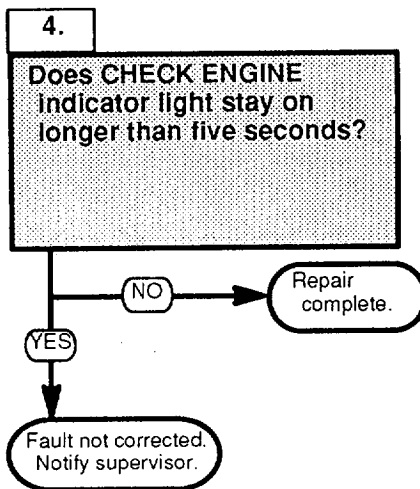 4.
Does CHECK ENGINE
indicator light stay on
longer than five seconds?
NO
Repair
complete.
YES
Fault not corrected.
Notify supervisor.